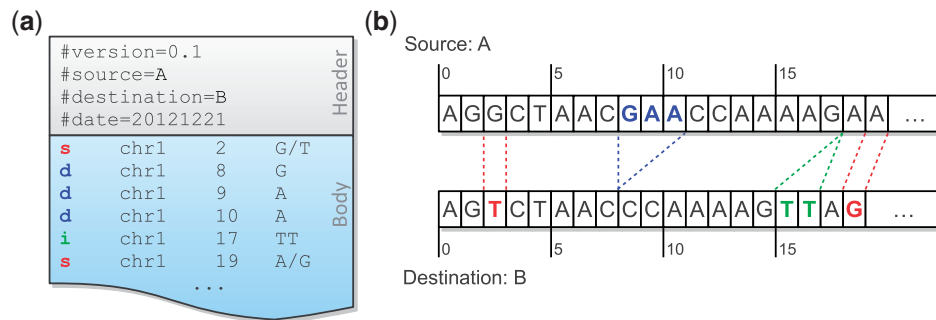 (a)
#version=0.1
#source=A
#destination=B
#date=20121221
Header
s chr1 2 G/T
d chr1 8 G
d chr1 9 A
d chr1 10 A
i chr1 17 TT
s chr1 19 A/G
...
Body
(b)
Source: A
0 5 10 15
A G G C T A A C G A A C C A A A A G A A ...
A G T C T A A C C C A A A A G T T A G ...
0 5 10 15
Destination: B